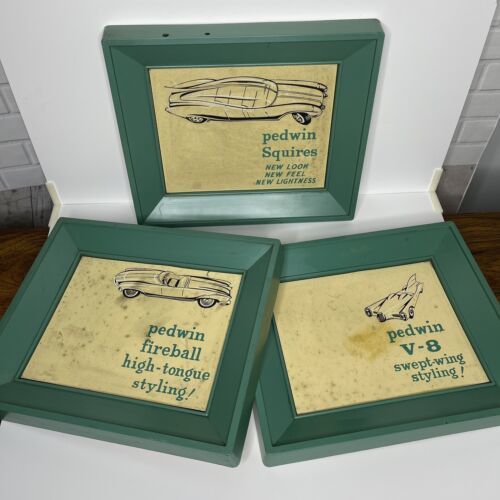 pedwin
Squires
NEW LOOK
NEW FEEL
NEW LIGHTNESS
pedwin
fireball
high-tongue
styling!
pedwin
V-8
swept-wing
styling!